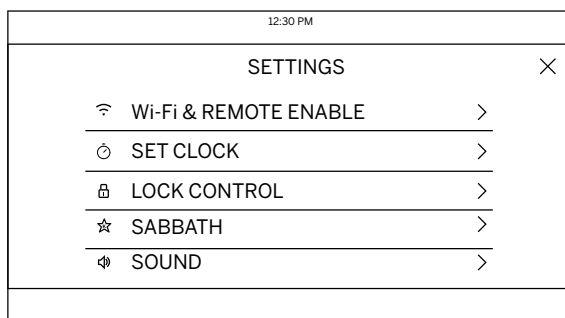 12:30 PM
SETTINGS
Wi-Fi & REMOTE ENABLE
SET CLOCK
LOCK CONTROL
SABBATH
SOUND